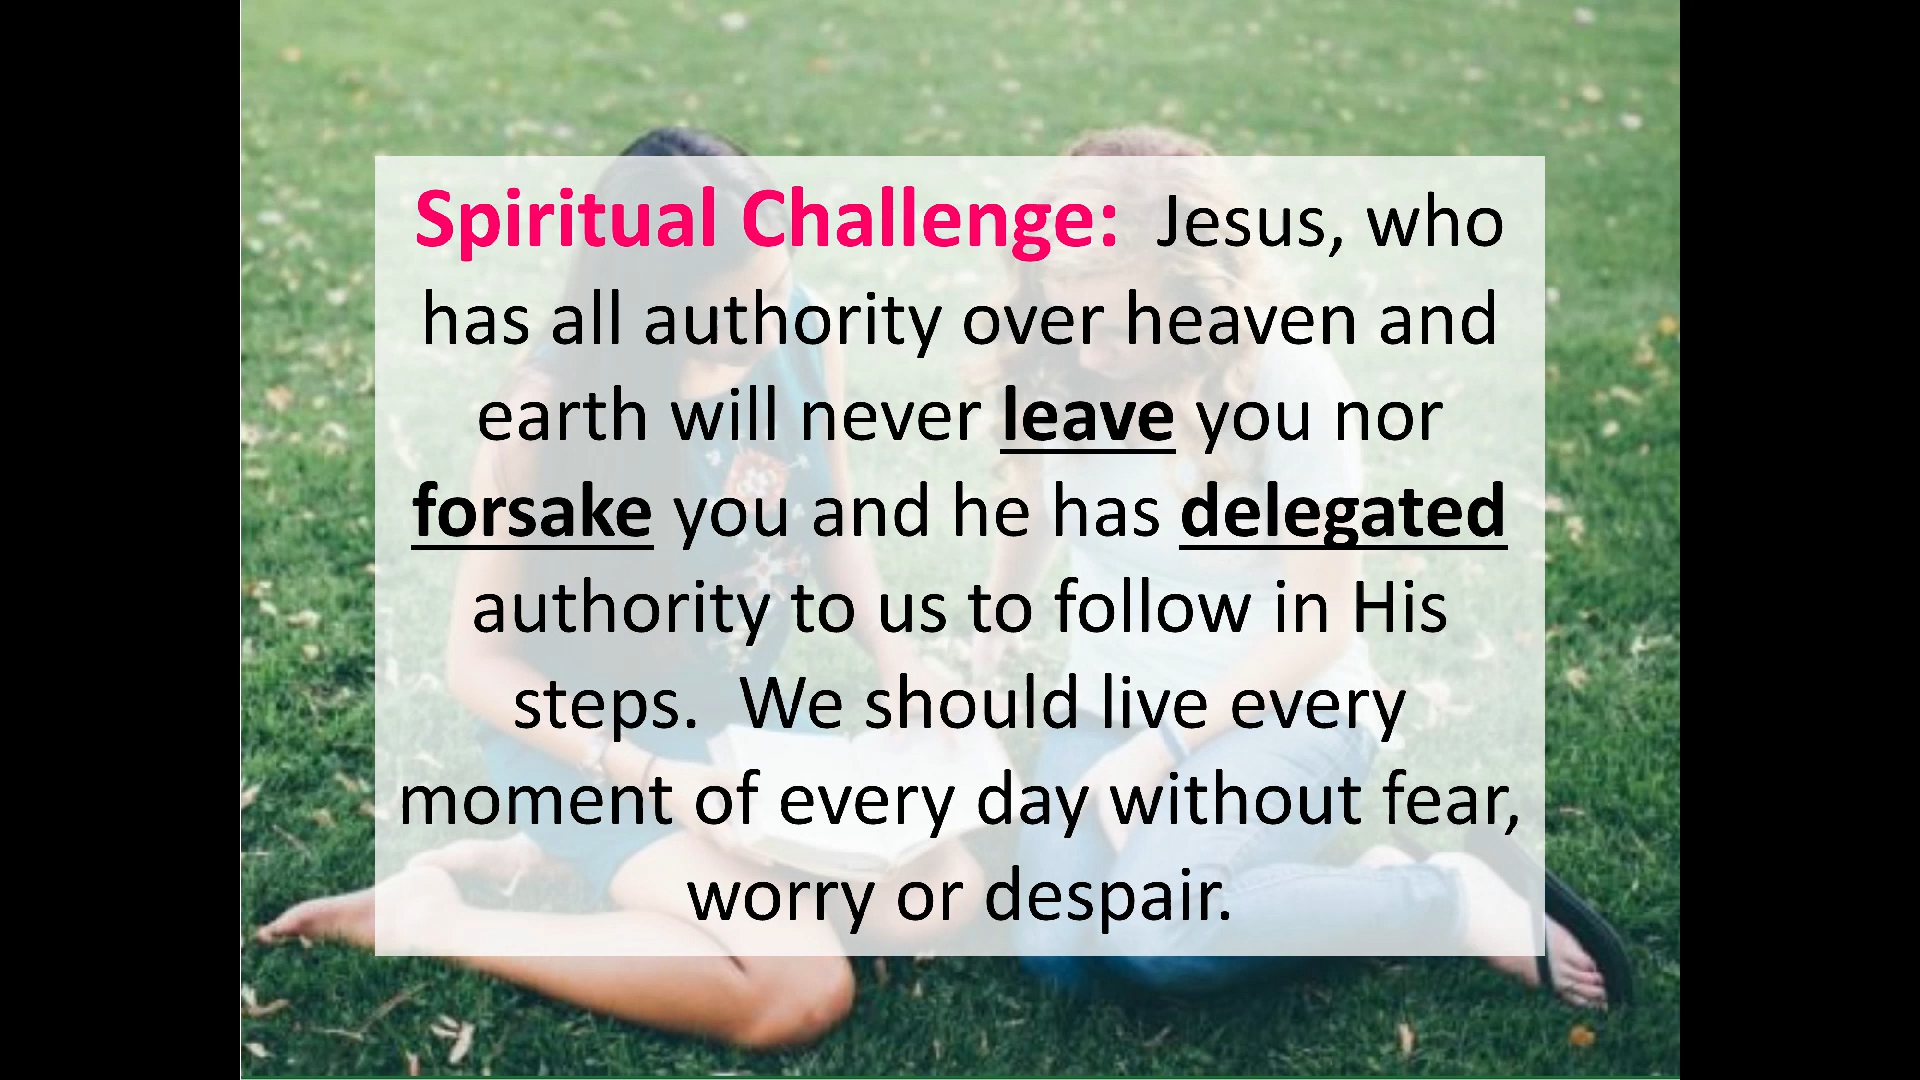 Spiritual Challenge:  Jesus, who
has all authority over heaven and
earth will never leave you nor
forsake you and he has delegated
authority to us to follow in His
steps.  We should live every
moment of every day without fear,
worry or despair.